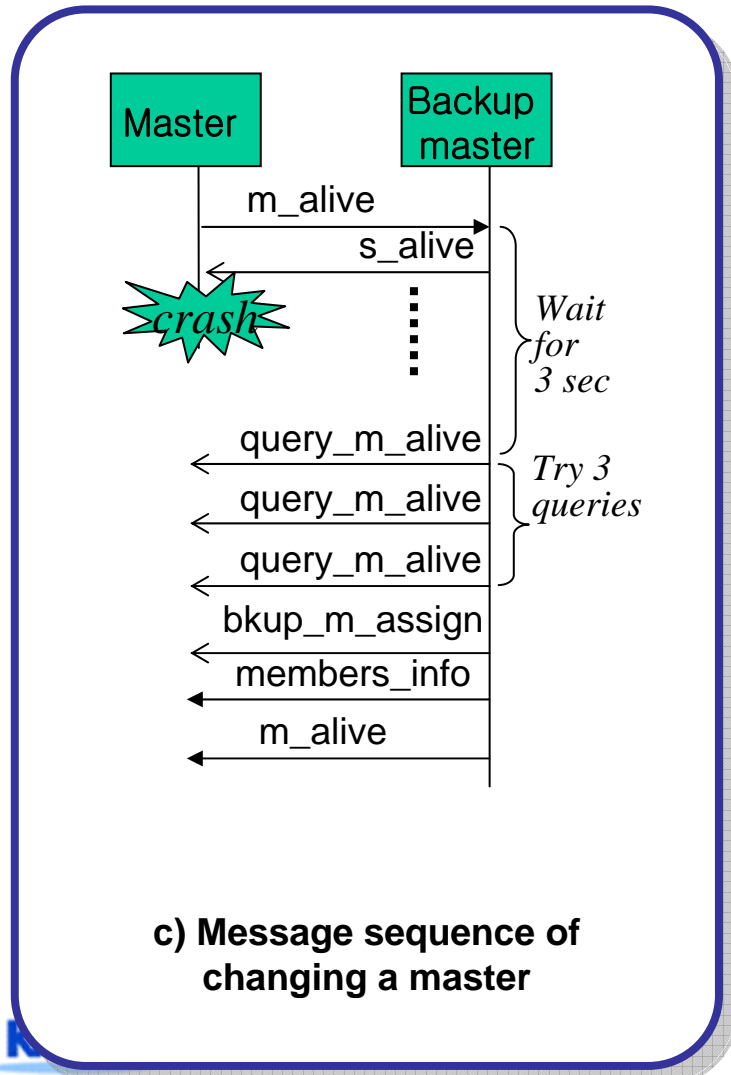 Master
Backup
master
m_alive
s_alive
crash
Wait
for
3 sec
query_m_alive
Try 3
queries
query_m_alive
query_m_alive
bkup_m_assign
members_info
m_alive
c) Message sequence of
changing a master